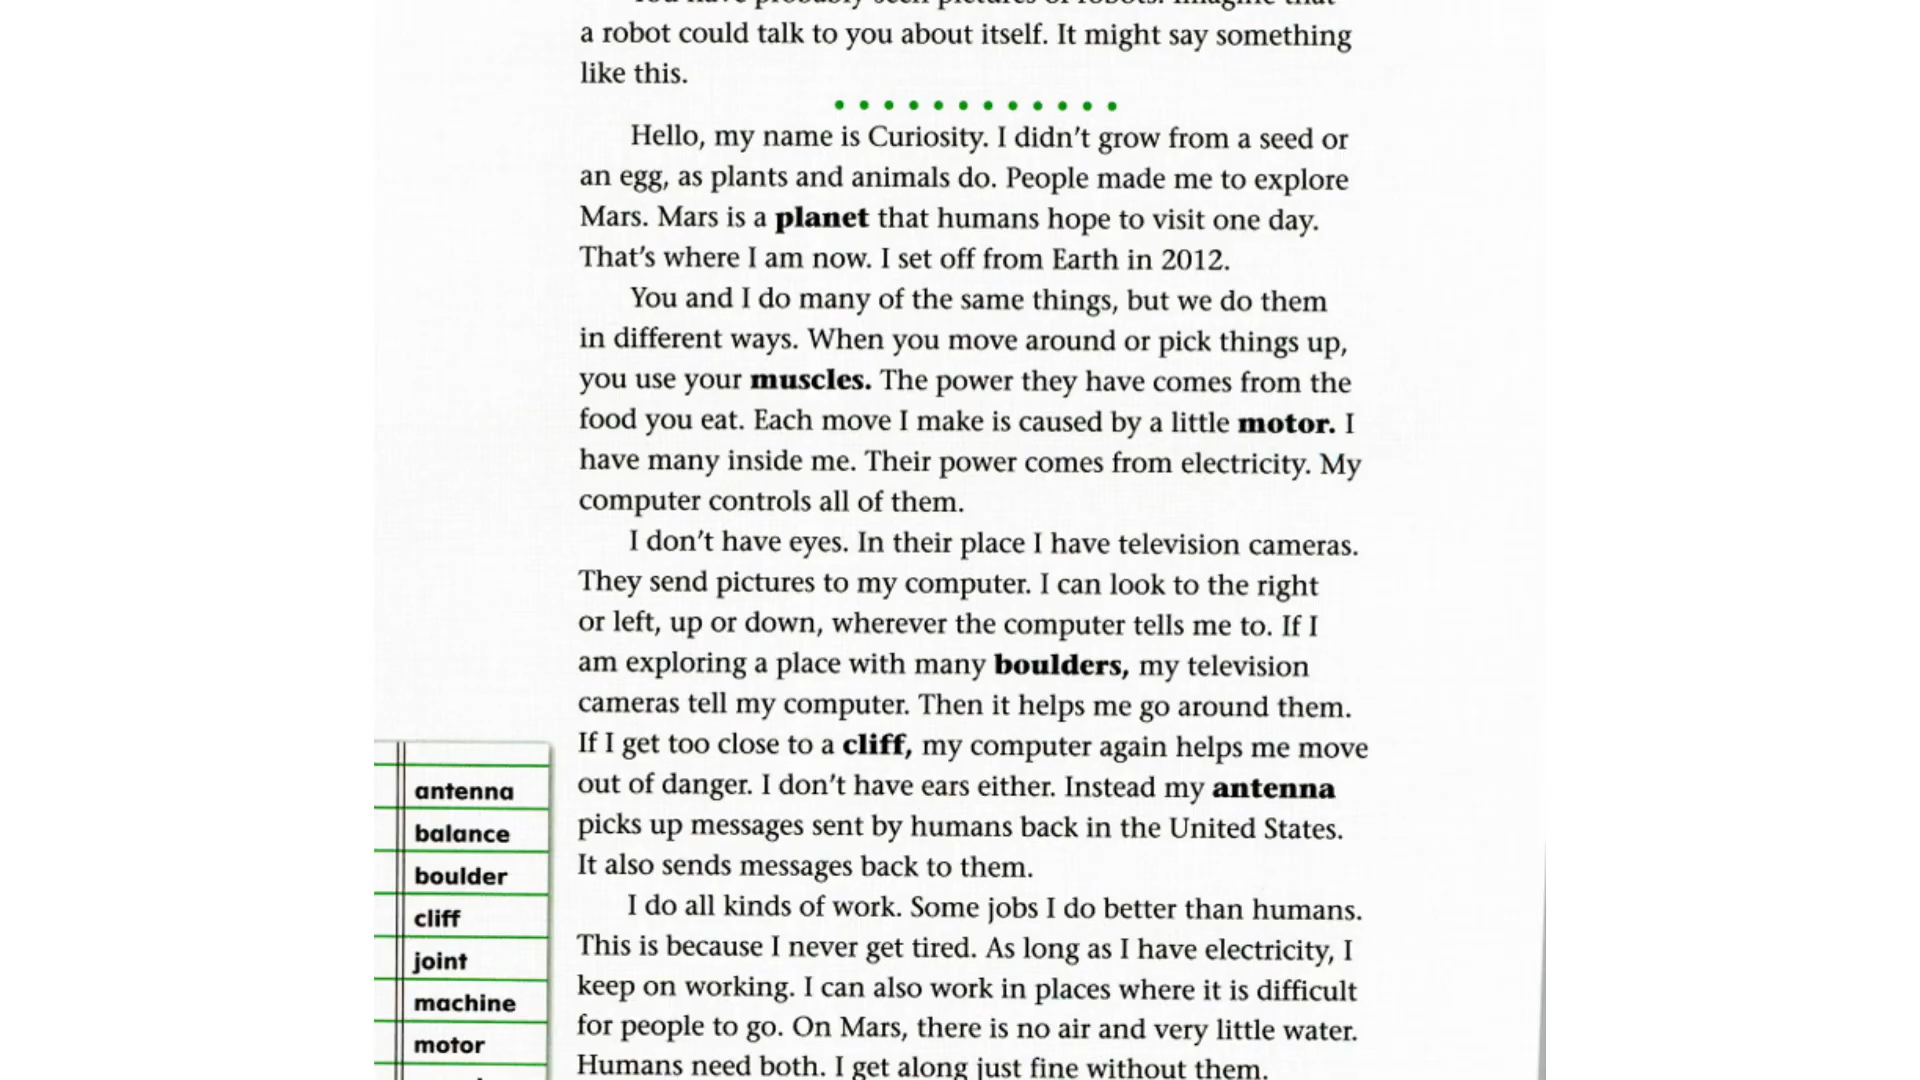 You have probably seen pictures of robots. Imagine that
a robot could talk to you about itself. It might say something
like this.
Hello, my name is Curiosity. I didn't grow from a seed or
an egg, as plants and animals do. People made me to explore
Mars. Mars is a planet that humans hope to visit one day.
That's where I am now. I set off from Earth in 2012.
You and I do many of the same things, but we do them
in different ways. When you move around or pick things up,
you use your muscles. The power they have comes from the
food you eat. Each move I make is caused by a little motor. I
have many inside me. Their power comes from electricity. My
computer controls all of them.
I don't have eyes. In their place I have television cameras.
They send pictures to my computer. I can look to the right
or left, up or down, wherever the computer tells me to. If I
am exploring a place with many boulders, my television
cameras tell my computer. Then it helps me go around them.
If I get too close to a cliff, my computer again helps me move
out of danger. I don't have ears either. Instead my antenna
picks up messages sent by humans back in the United States.
It also sends messages back to them.
I do all kinds of work. Some jobs I do better than humans.
This is because I never get tired. As long as I have electricity, I
keep on working. I can also work in places where it is difficult
for people to go. On Mars, there is no air and very little water.
Humans need both. I get along just fine without them.
antenna
balance
boulder
cliff
joint
machine
motor